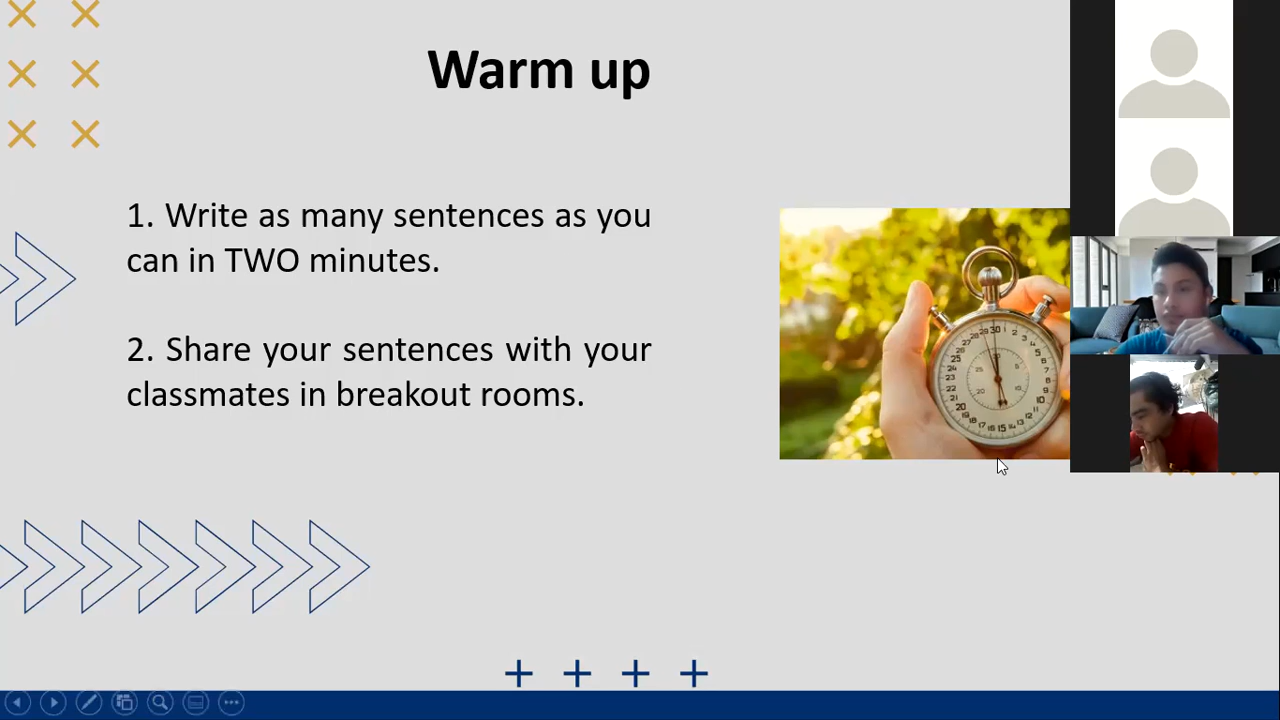 Warm up
1. Write as many sentences as you
can in TWO minutes.
2. Share your sentences with your
classmates in breakout rooms.